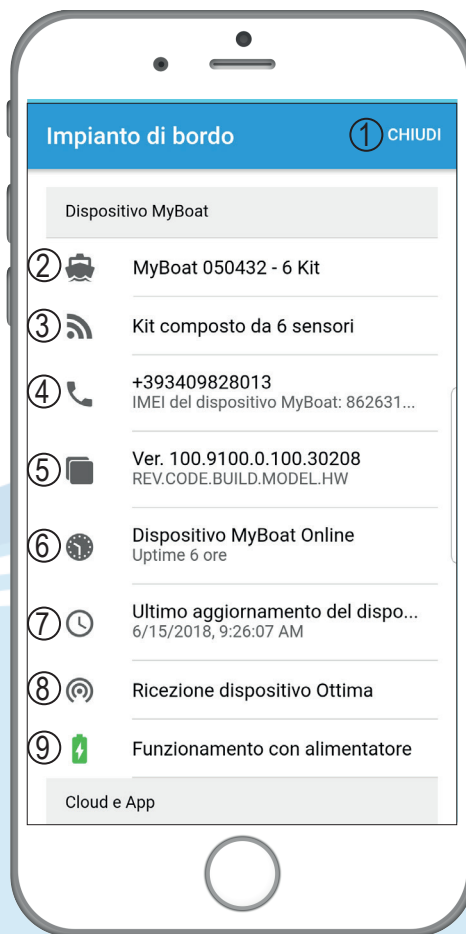 Impianto di bordo ① CHIUDI
Dispositivo MyBoat
② MyBoat 050432 - 6 Kit
③ Kit composto da 6 sensori
④ +393409828013
IMEI del dispositivo MyBoat: 862631...
⑤ Ver. 100.9100.0.100.30208
REV.CODE.BUILD.MODEL.HW
⑥ Dispositivo MyBoat Online
Uptime 6 ore
⑦ Ultimo aggiornamento del dispo...
6/15/2018, 9:26:07 AM
⑧ Ricezione dispositivo Ottima
⑨ Funzionamento con alimentatore
Cloud e App